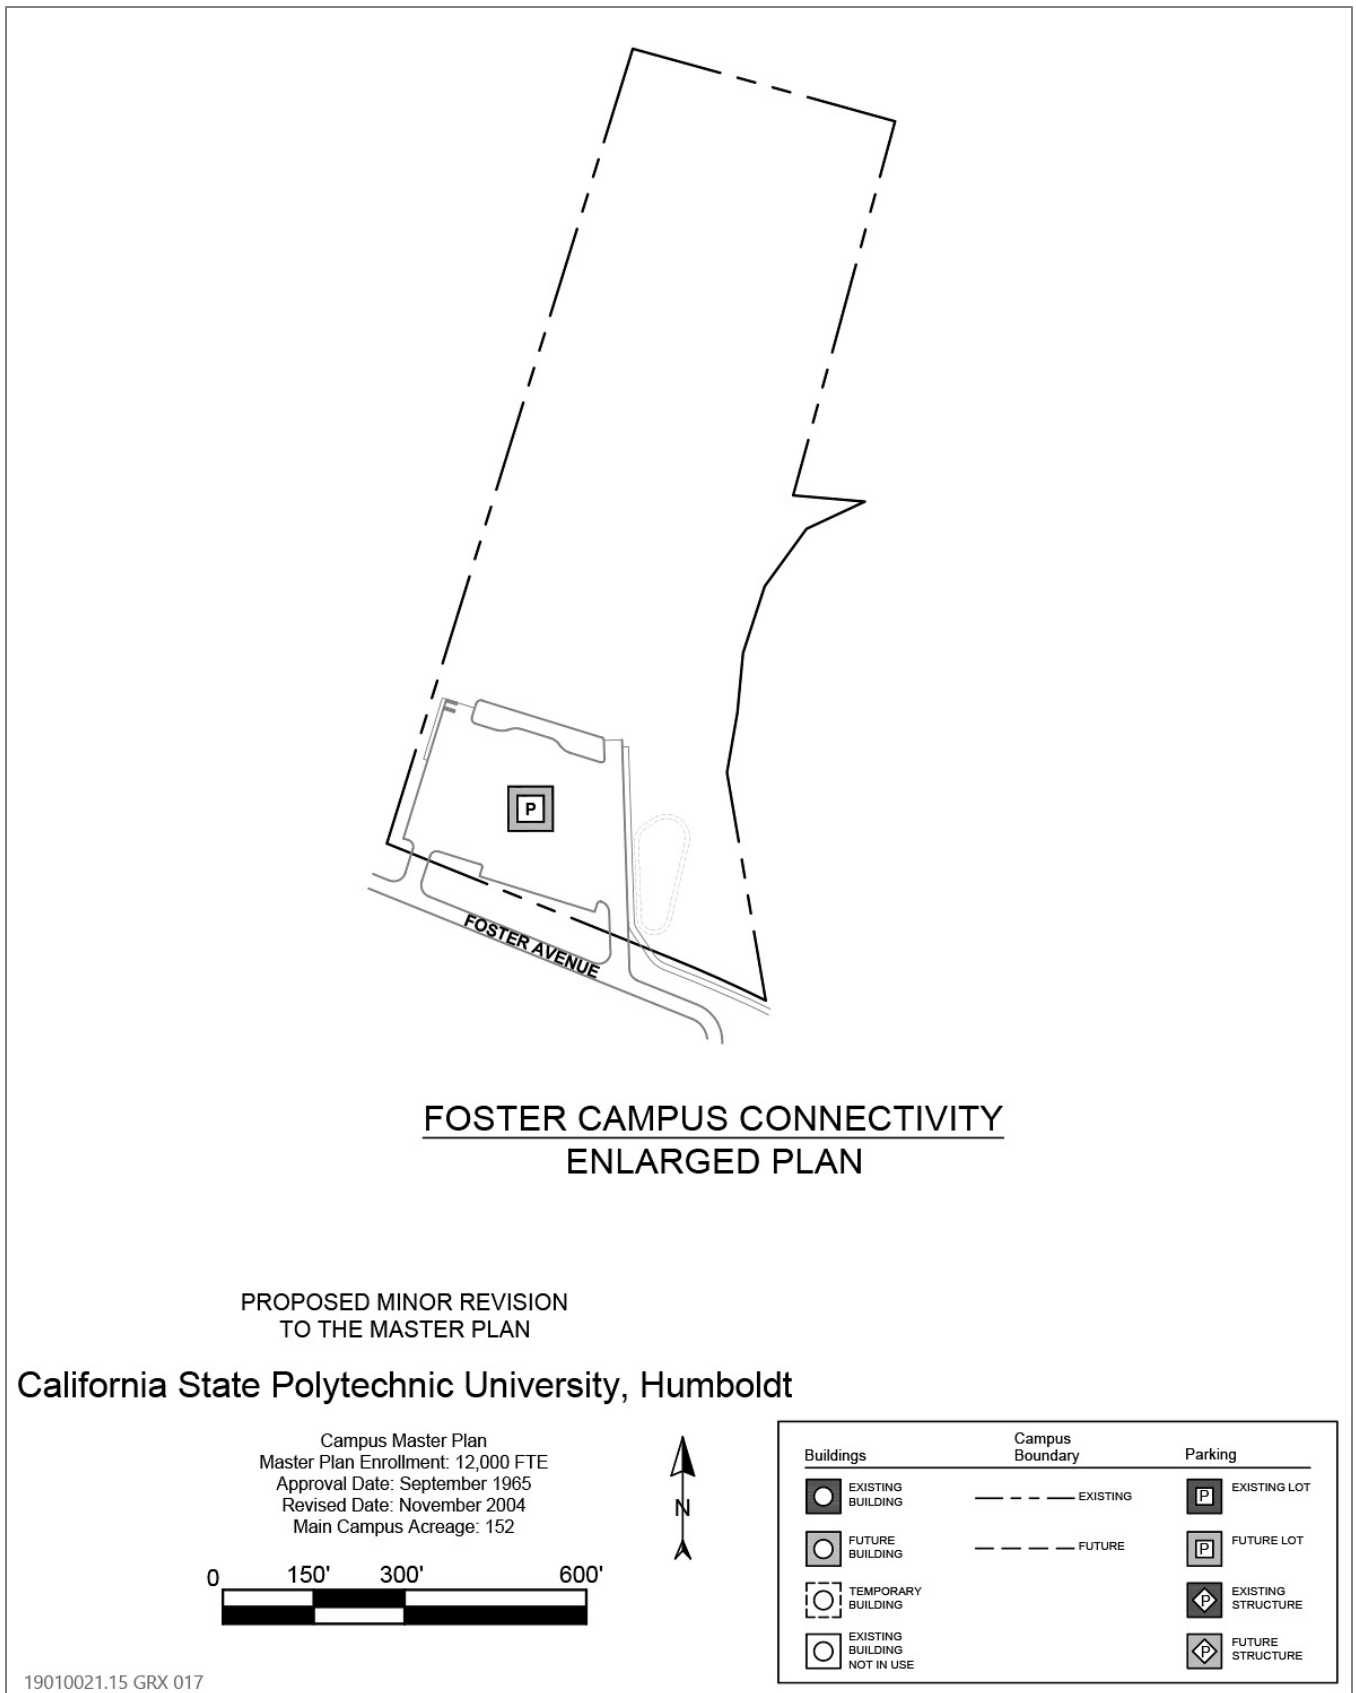 P
FOSTER AVENUE
FOSTER CAMPUS CONNECTIVITY
ENLARGED PLAN
PROPOSED MINOR REVISION
TO THE MASTER PLAN
California State Polytechnic University, Humboldt
Campus Master Plan
Master Plan Enrollment: 12,000 FTE
Approval Date: September 1965
Revised Date: November 2004
Main Campus Acreage: 152
N
0 150' 300' 600'
Buildings
EXISTING
BUILDING
FUTURE
BUILDING
TEMPORARY
BUILDING
EXISTING
BUILDING
NOT IN USE
Campus
Boundary
EXISTING
FUTURE
Parking
P EXISTING LOT
P FUTURE LOT
P EXISTING
STRUCTURE
P FUTURE
STRUCTURE
19010021.15 GRX 017